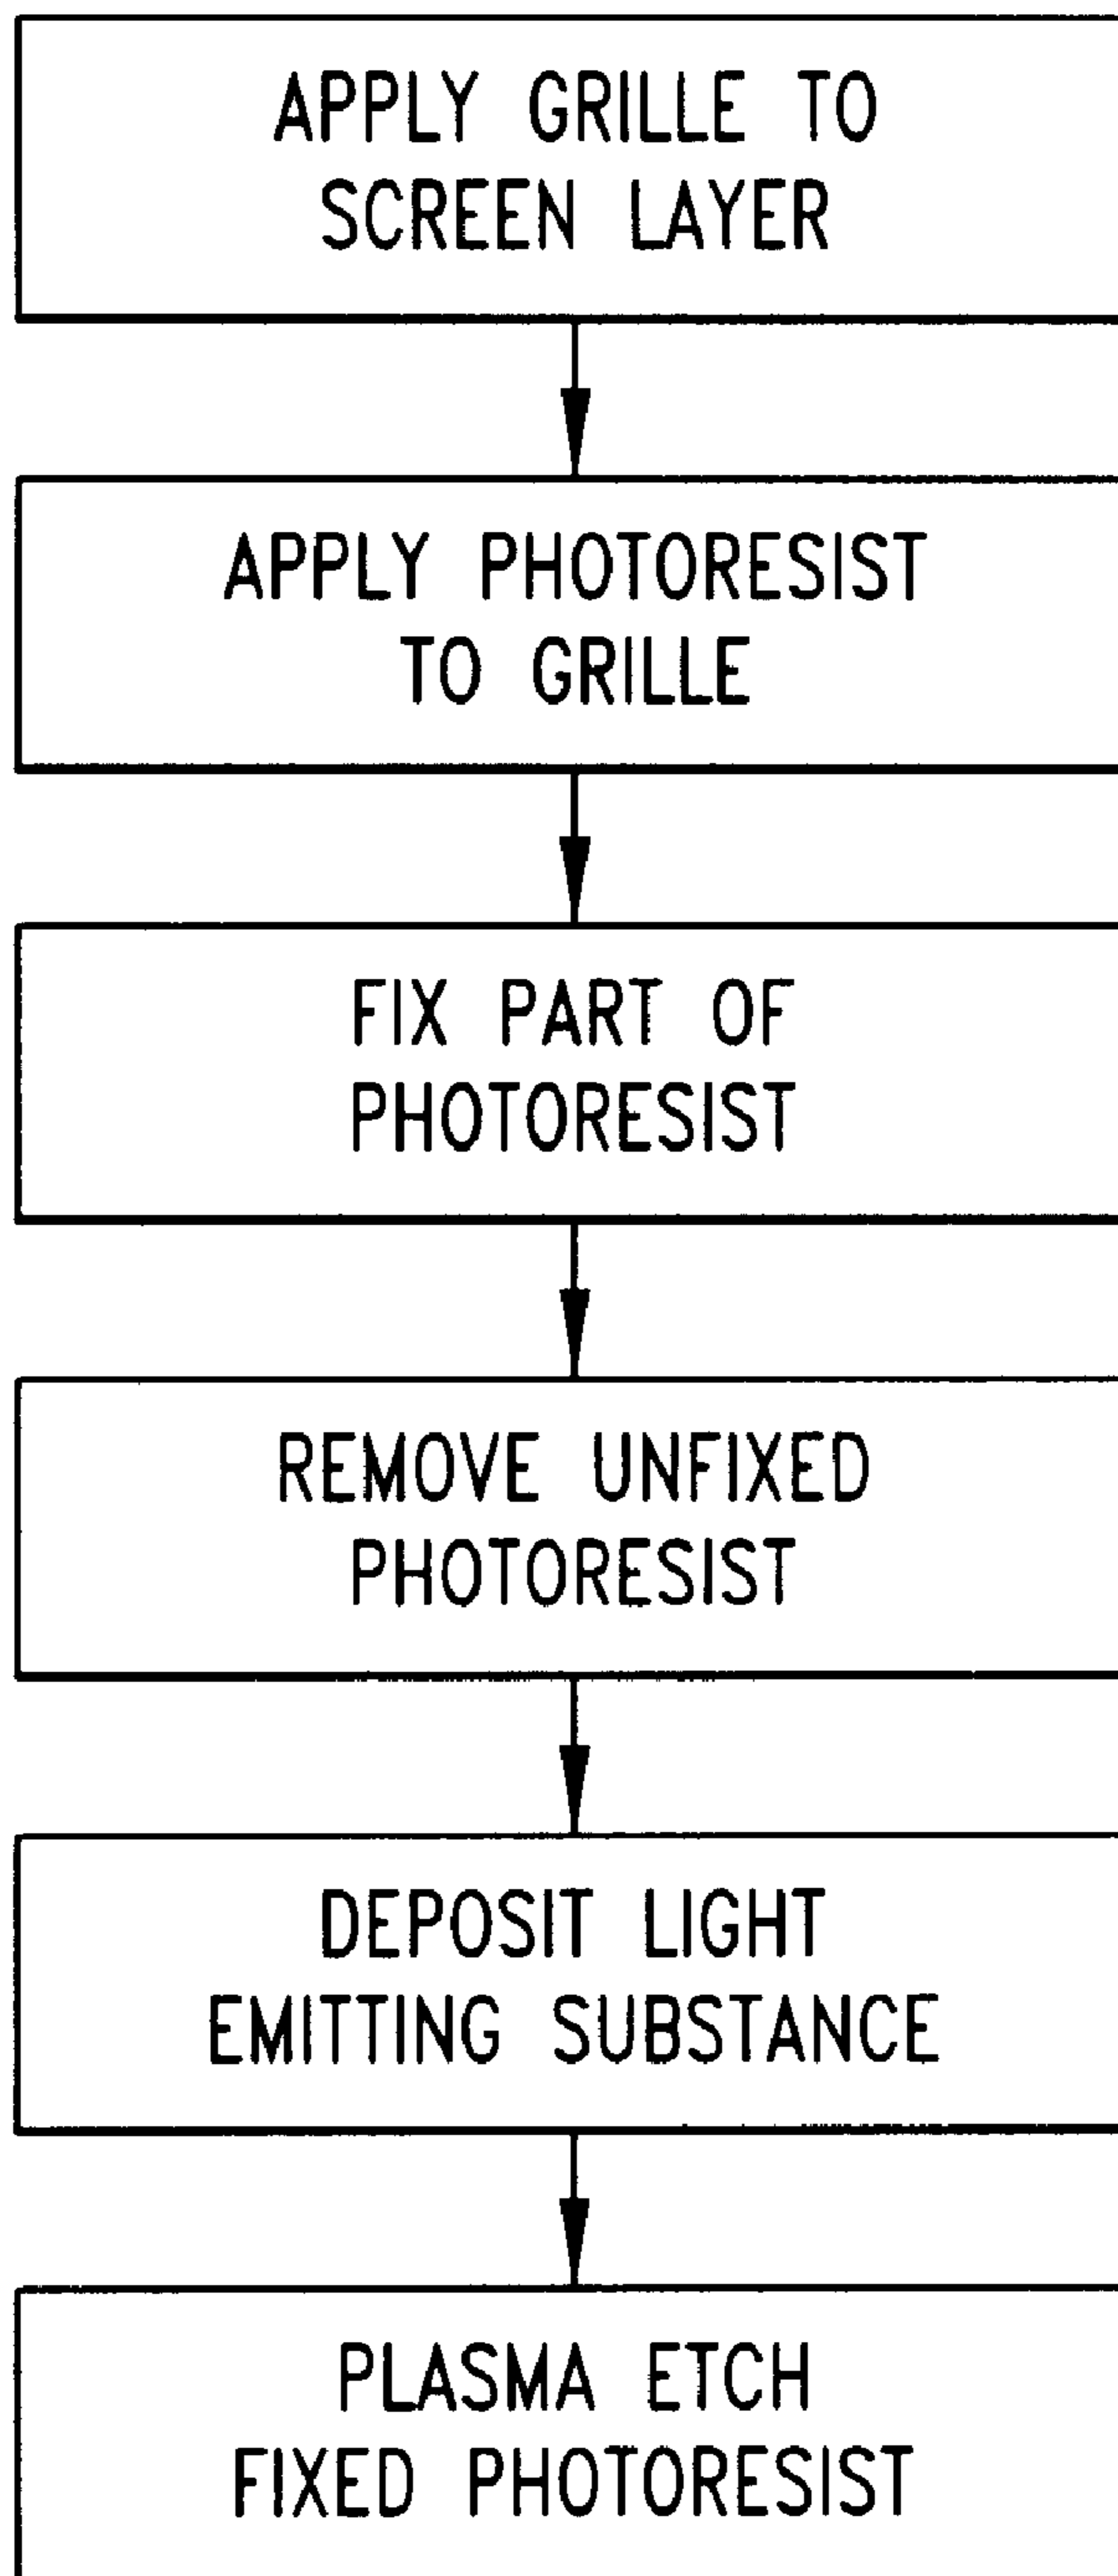 APPLY GRILLE TO
SCREEN LAYER
APPLY PHOTORESIST
TO GRILLE
FIX PART OF
PHOTORESIST
REMOVE UNFIXED
PHOTORESIST
DEPOSIT LIGHT
EMITTING SUBSTANCE
PLASMA ETCH
FIXED PHOTORESIST